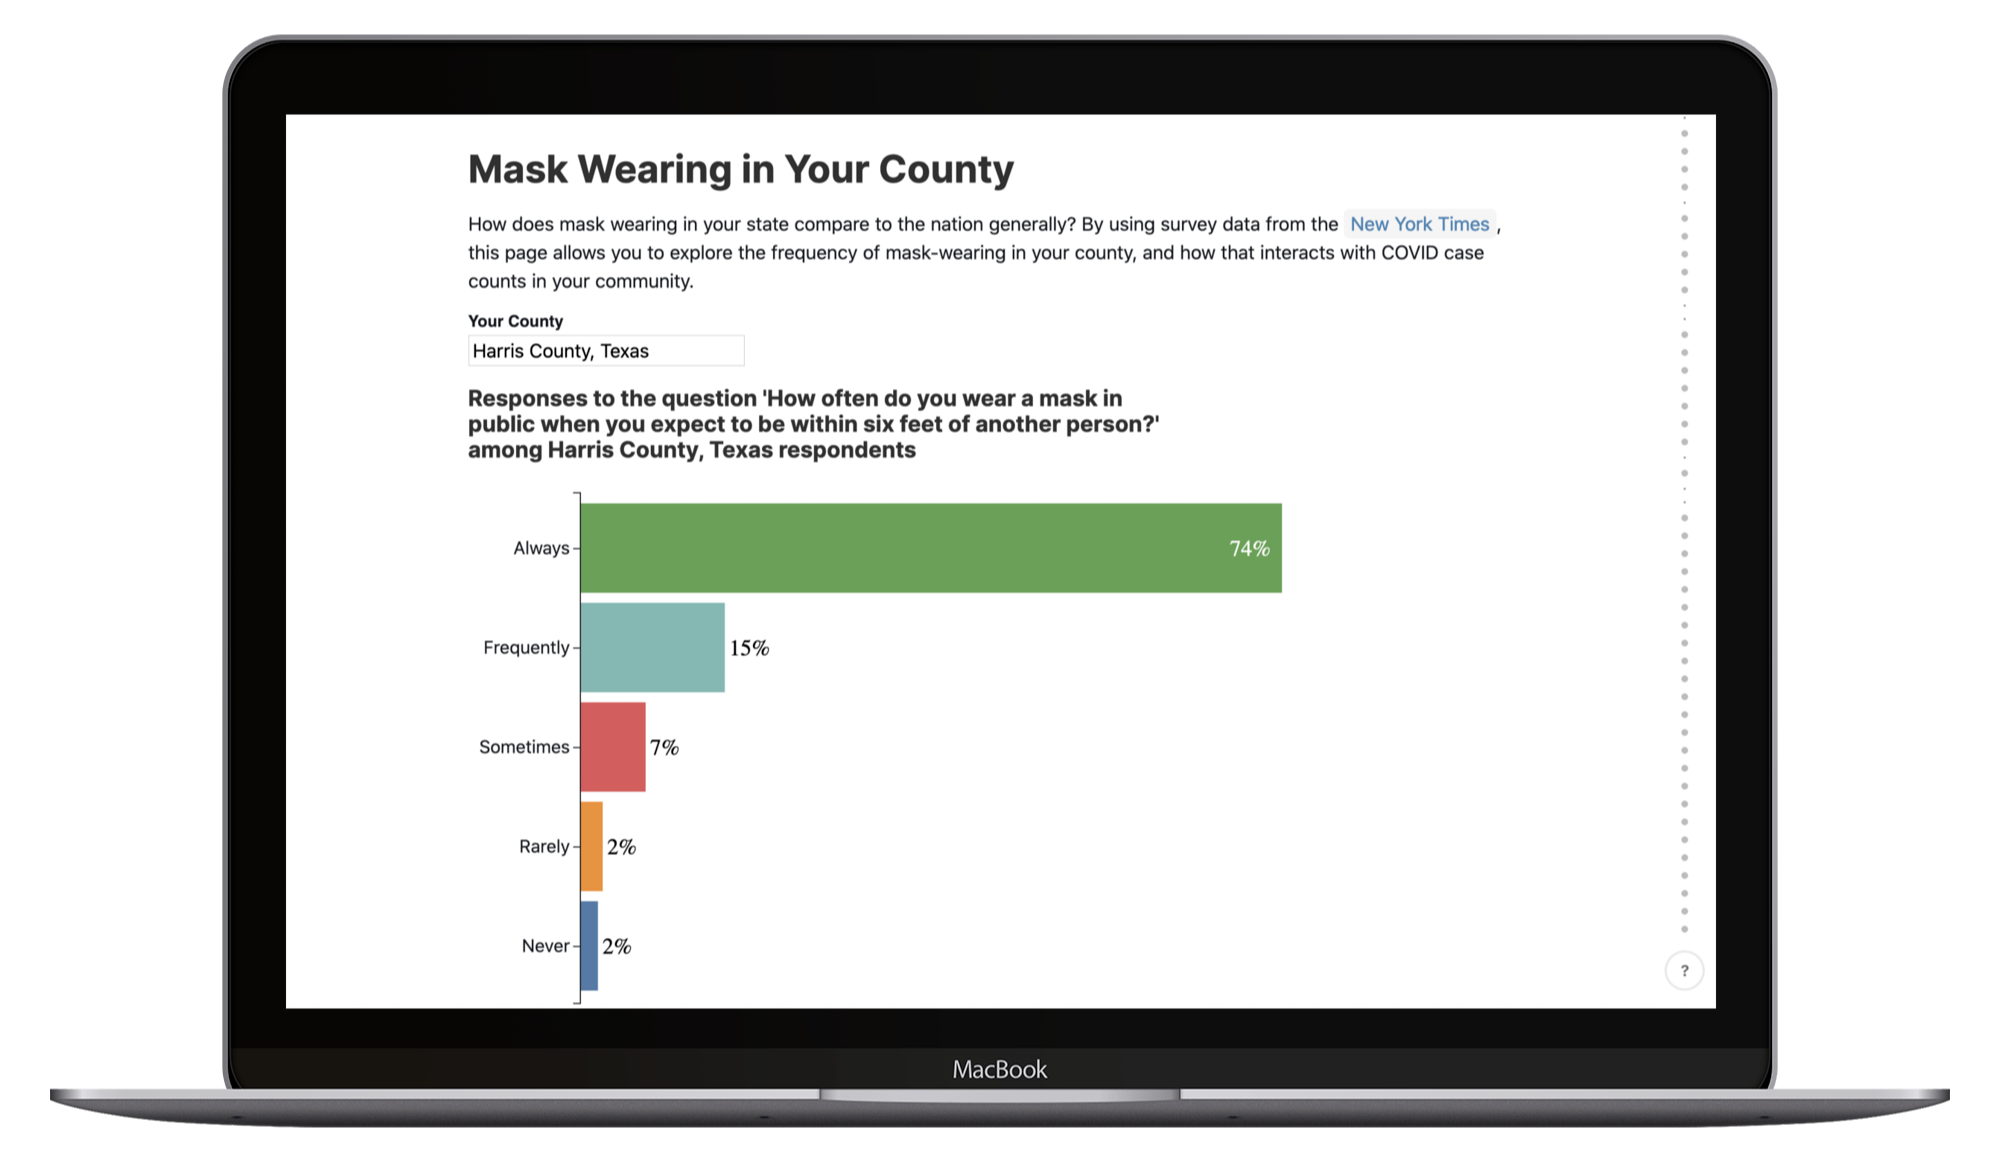 Mask Wearing in Your County
How does mask wearing in your state compare to the nation generally? By using survey data from the New York Times ,
this page allows you to explore the frequency of mask-wearing in your county, and how that interacts with COVID case
counts in your community.
Your County
Harris County, Texas
Responses to the question 'How often do you wear a mask in
public when you expect to be within six feet of another person?'
among Harris County, Texas respondents
Always 74%
Frequently 15%
Sometimes 7%
Rarely 2%
Never 2%
?
MacBook